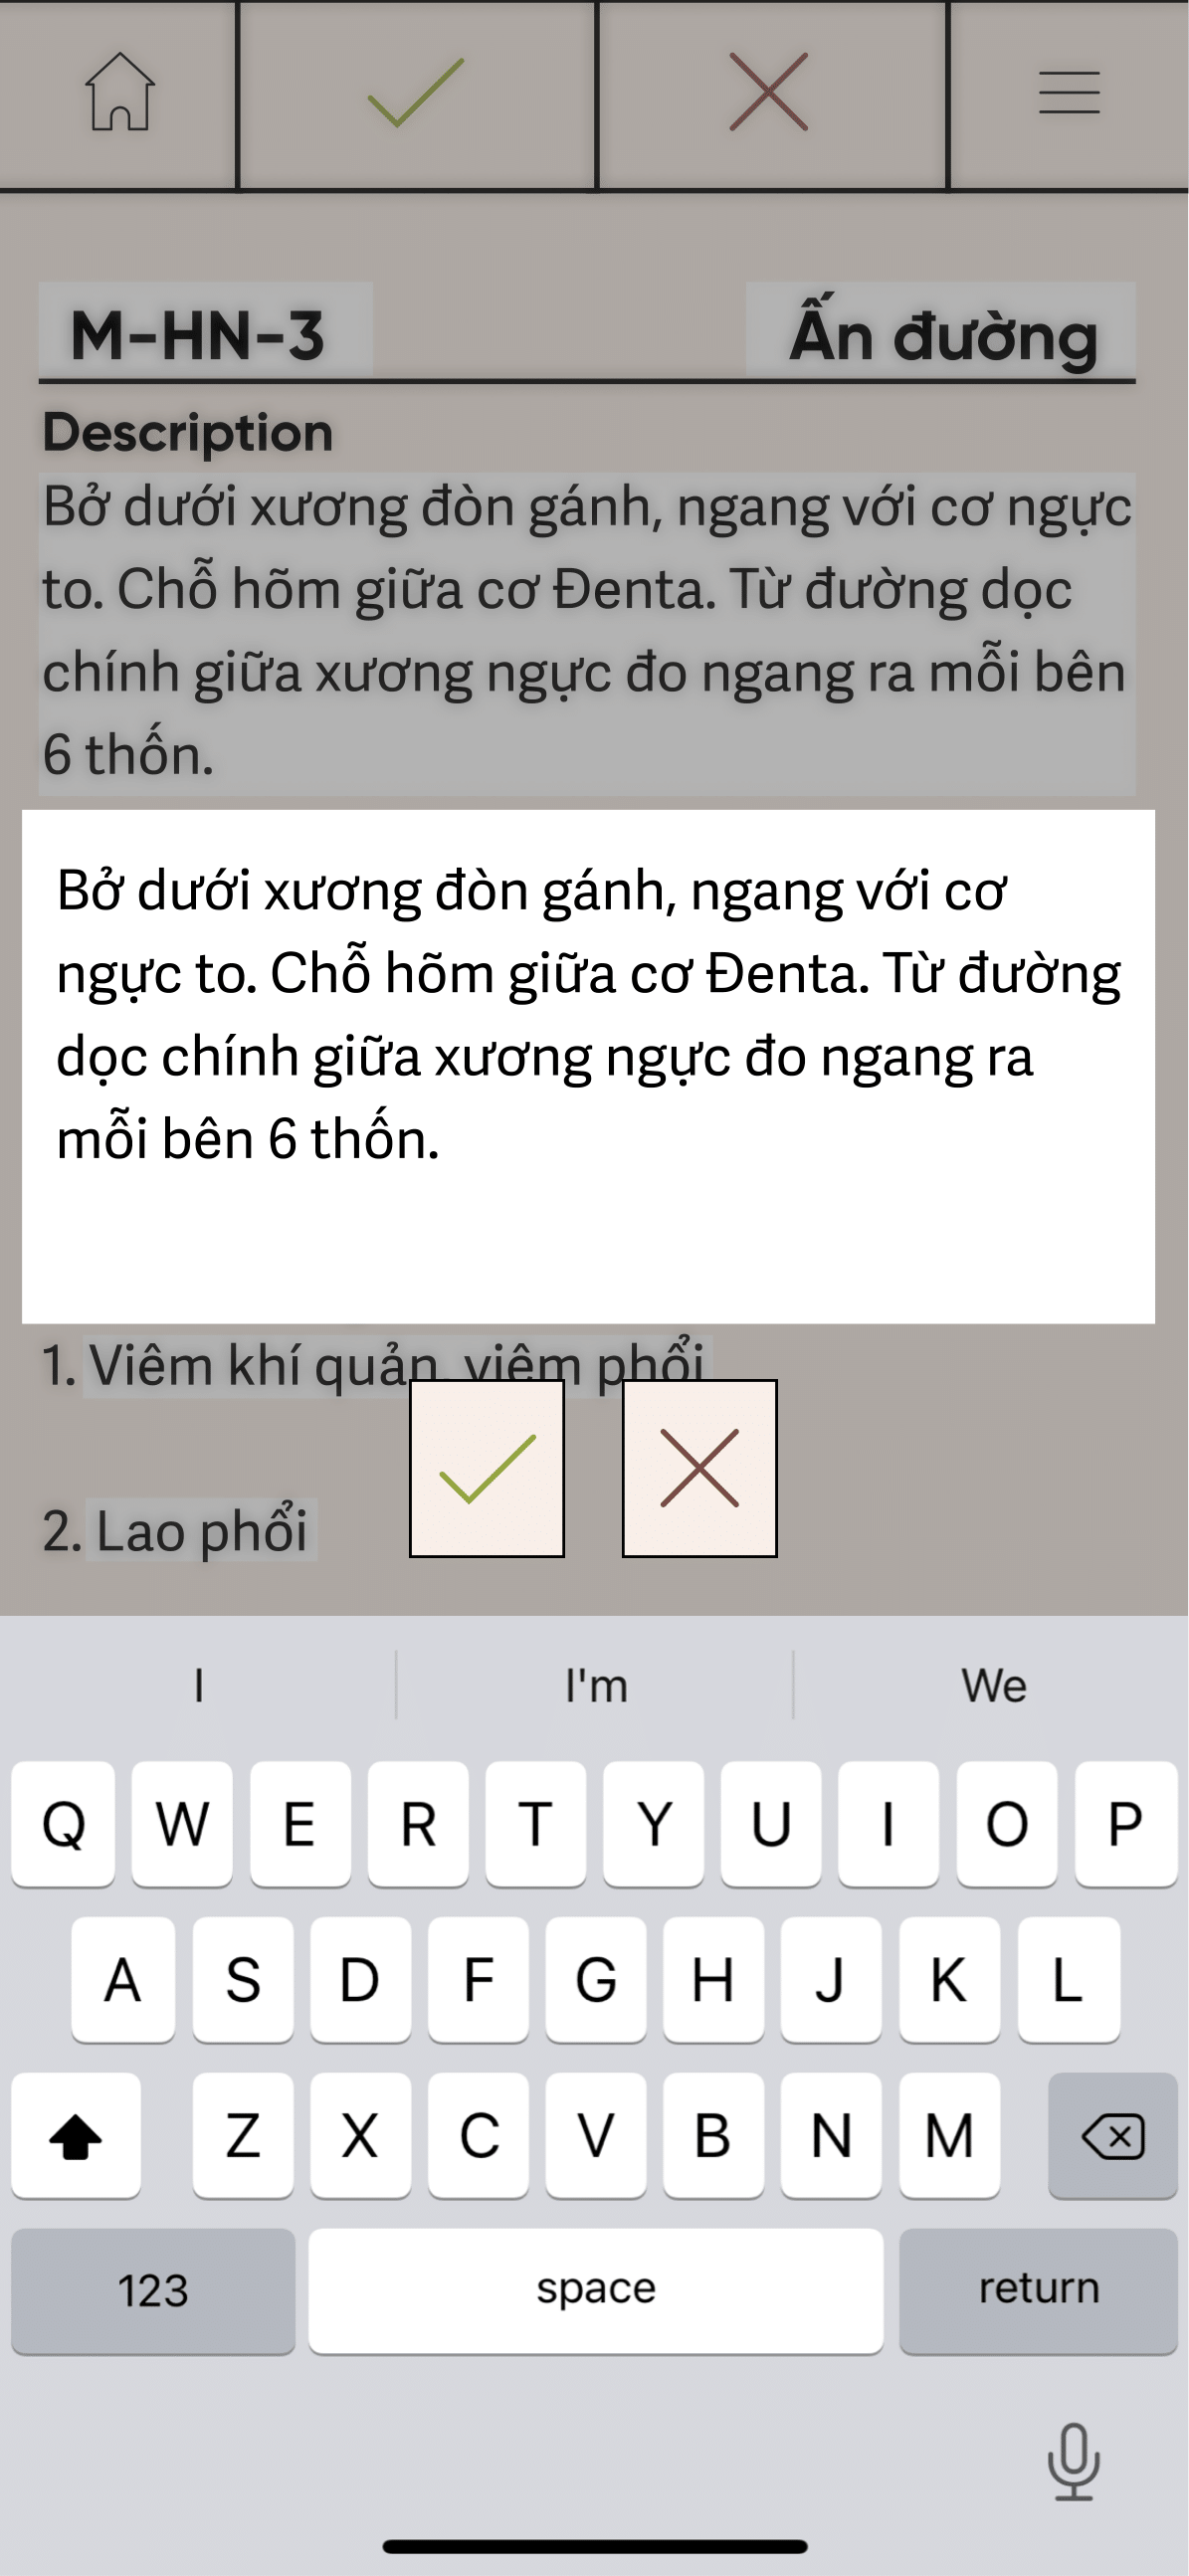 M-HN-3
Ấn đường
Description
Bở dưới xương đòn gánh, ngang với cơ ngực
to. Chỗ hõm giữa cơ Đenta. Từ đường dọc
chính giữa xương ngực đo ngang ra mỗi bên
6 thốn.
Bở dưới xương đòn gánh, ngang với cơ
ngực to. Chỗ hõm giữa cơ Đenta. Từ đường
dọc chính giữa xương ngực đo ngang ra
mỗi bên 6 thốn.
1. Viêm khí quản, viêm phổi
2. Lao phổi
I I'm We
Q W E R T Y U I O P
A S D F G H J K L
Z X C V B N M
123 space return